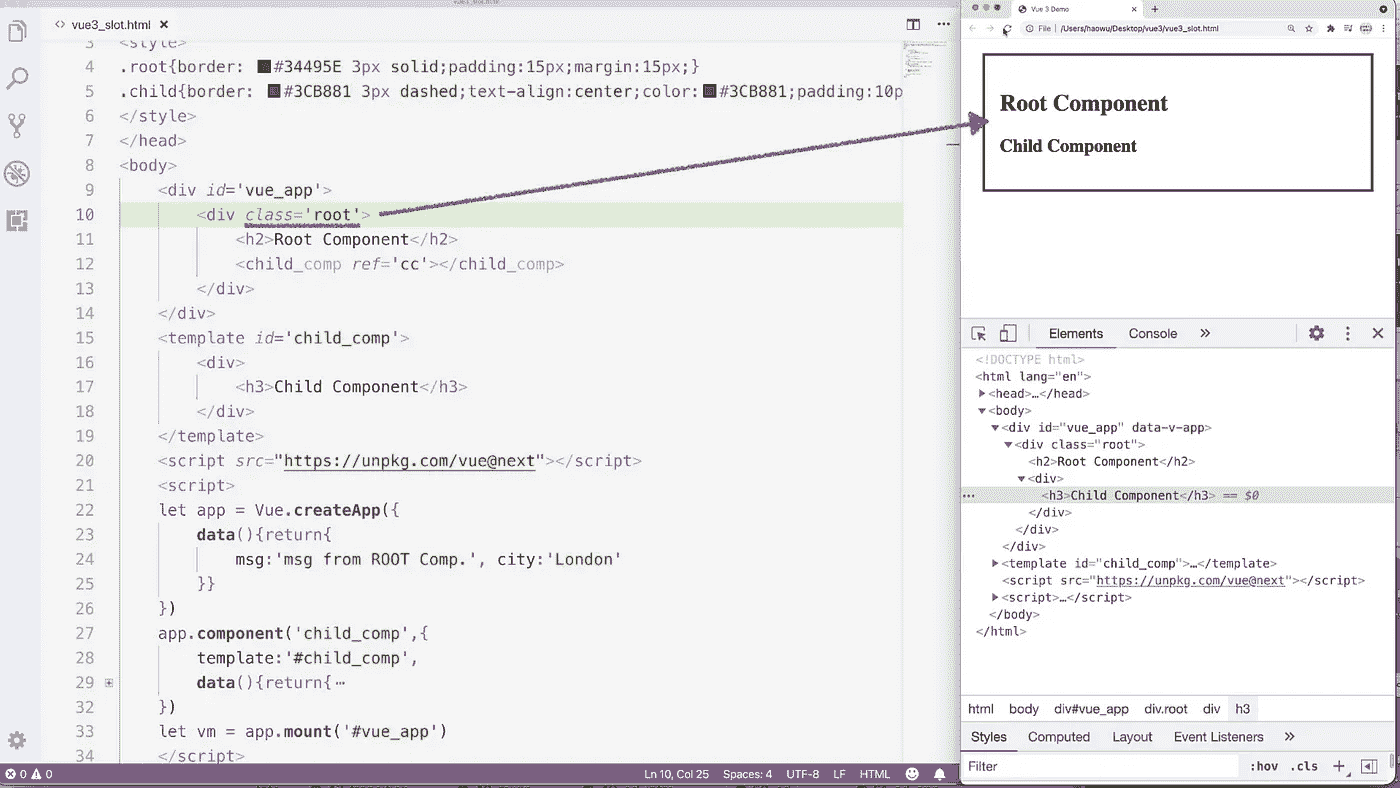 vue3_slot.html
3 <style>
4 .root{border: #34495E 3px solid;padding:15px;margin:15px;}
5 .child{border: #3CB881 3px dashed;text-align:center;color:#3CB881;padding:10p
6 </style>
7 </head>
8 <body>
9 <div id='vue_app'>
10 <div class='root'>
11 <h2>Root Component</h2>
12 <child_comp ref='cc'></child_comp>
13 </div>
14 </div>
15 <template id='child_comp'>
16 <div>
17 <h3>Child Component</h3>
18 </div>
19 </template>
20 <script src="https://unpkg.com/vue@next"></script>
21 <script>
22 let app = Vue.createApp({
23 data(){return{
24 msg:'msg from ROOT Comp.', city:'London'
25 }}
26 })
27 app.component('child_comp',{
28 template:'#child_comp',
29 data(){return{⋯
32 })
33 let vm = app.mount('#vue_app')
34 </script>
0 0 Ln 10, Col 25 Spaces: 4 UTF-8 LF HTML
Vue 3 Demo
File | /Users/haowu/Desktop/vue3/vue3_slot.html
Root Component
Child Component
Elements Console »
<!DOCTYPE html>
<html lang="en">
<head>…</head>
<body>
<div id="vue_app" data-v-app>
<div class="root">
<h2>Root Component</h2>
<div>
<h3>Child Component</h3> == $0
</div>
</div>
</div>
<template id="child_comp">…</template>
<script src="https://unpkg.com/vue@next"></script>
<script>…</script>
</body>
</html>
html body div#vue_app div.root div h3
Styles Computed Layout Event Listeners »
Filter :hov .cls +